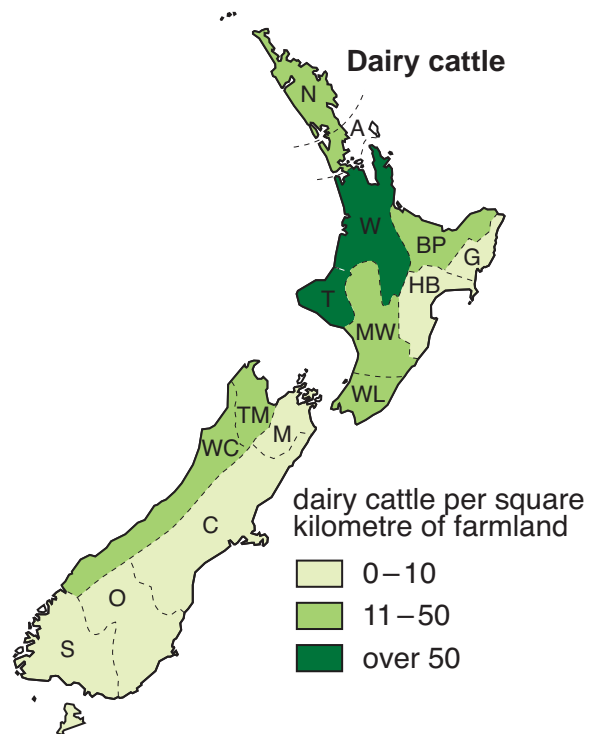 Dairy cattle
N
A
W
BP
G
HB
T
MW
WL
TM
M
WC
C
O
S
dairy cattle per square
kilometre of farmland
0–10
11–50
over 50